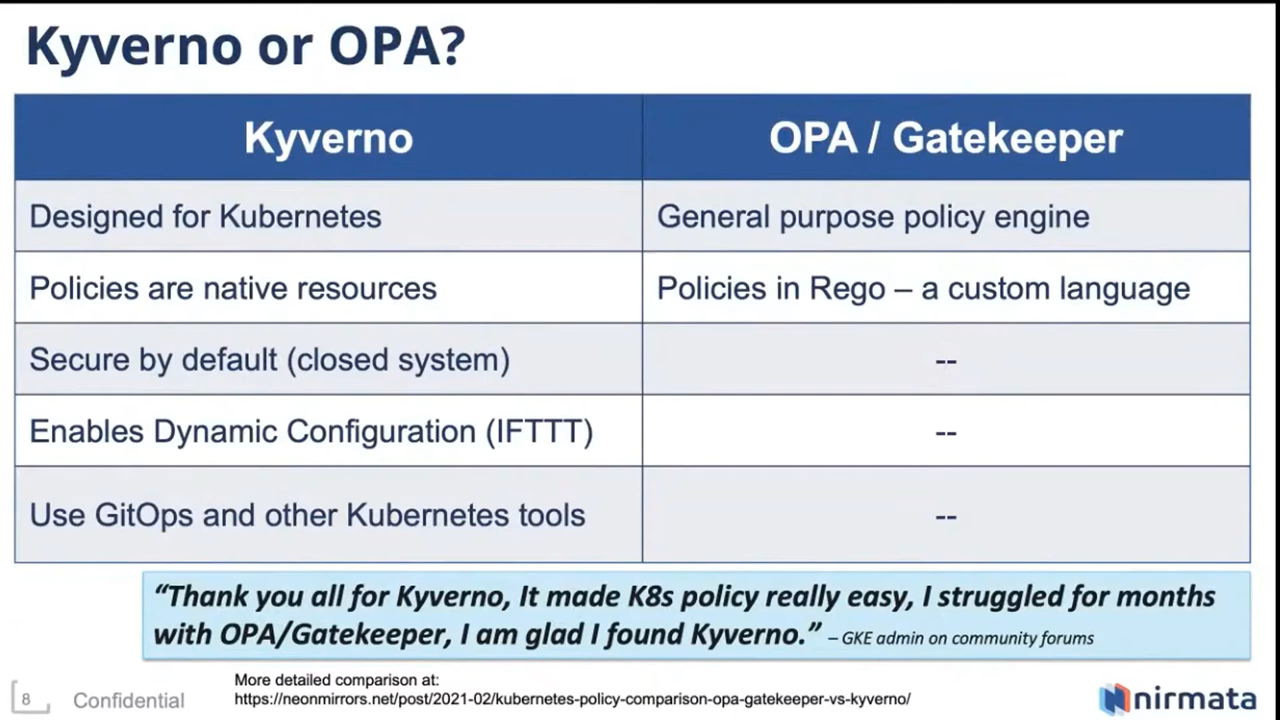 Kyverno or OPA?
Kyverno
OPA / Gatekeeper
Designed for Kubernetes
General purpose policy engine
Policies are native resources
Policies in Rego – a custom language
Secure by default (closed system)
--
Enables Dynamic Configuration (IFTTT)
--
Use GitOps and other Kubernetes tools
--
“Thank you all for Kyverno, It made K8s policy really easy, I struggled for months
with OPA/Gatekeeper, I am glad I found Kyverno.” – GKE admin on community forums
More detailed comparison at:
https://neonmirrors.net/post/2021-02/kubernetes-policy-comparison-opa-gatekeeper-vs-kyverno/
8
Confidential
nirmata